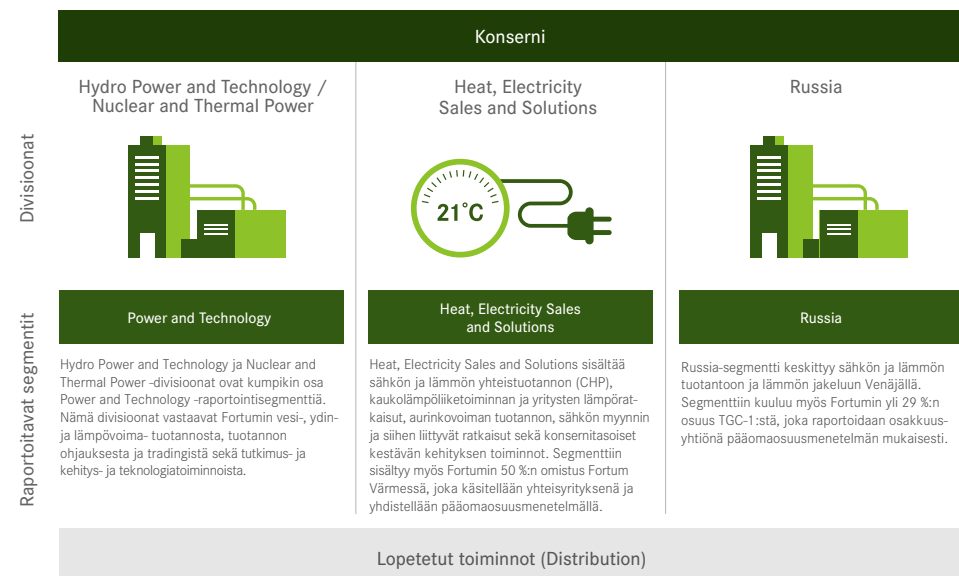 Konserni
Divisioonat
Hydro Power and Technology /
Nuclear and Thermal Power
Heat, Electricity
Sales and Solutions
21°C
Russia
Raportoitavat segmentit
Power and Technology
Hydro Power and Technology ja Nuclear and
Thermal Power -divisioonat ovat kumpikin osa
Power and Technology -raportointisegmenttiä.
Nämä divisioonat vastaavat Fortumin vesi-, ydin-
ja lämpövoima- tuotannosta, tuotannon
ohjauksesta ja tradingistä sekä tutkimus- ja
kehitys- ja teknologiatoiminnoista.
Heat, Electricity Sales
and Solutions
Heat, Electricity Sales and Solutions sisältää
sähkön ja lämmön yhteistuotannon (CHP),
kaukolämpöliiketoiminnan ja yritysten lämpörat-
kaisut, aurinkovoiman tuotannon, sähkön myynnin
ja siihen liittyvät ratkaisut sekä konsernitasoiset
kestävän kehityksen toiminnot. Segmenttiin
sisältyy myös Fortumin 50 %:n omistus Fortum
Värmessä, joka käsitellään yhteisyrityksenä ja
yhdistellään pääomaosuusmenetelmällä.
Russia
Russia-segmentti keskittyy sähkön ja lämmön
tuotantoon ja lämmön jakeluun Venäjällä.
Segmenttiin kuuluu myös Fortumin yli 29 %:n
osuus TGC-1:stä, joka raportoidaan osakkuus-
yhtiönä pääomaosuusmenetelmän mukaisesti.
Lopetetut toiminnot (Distribution)